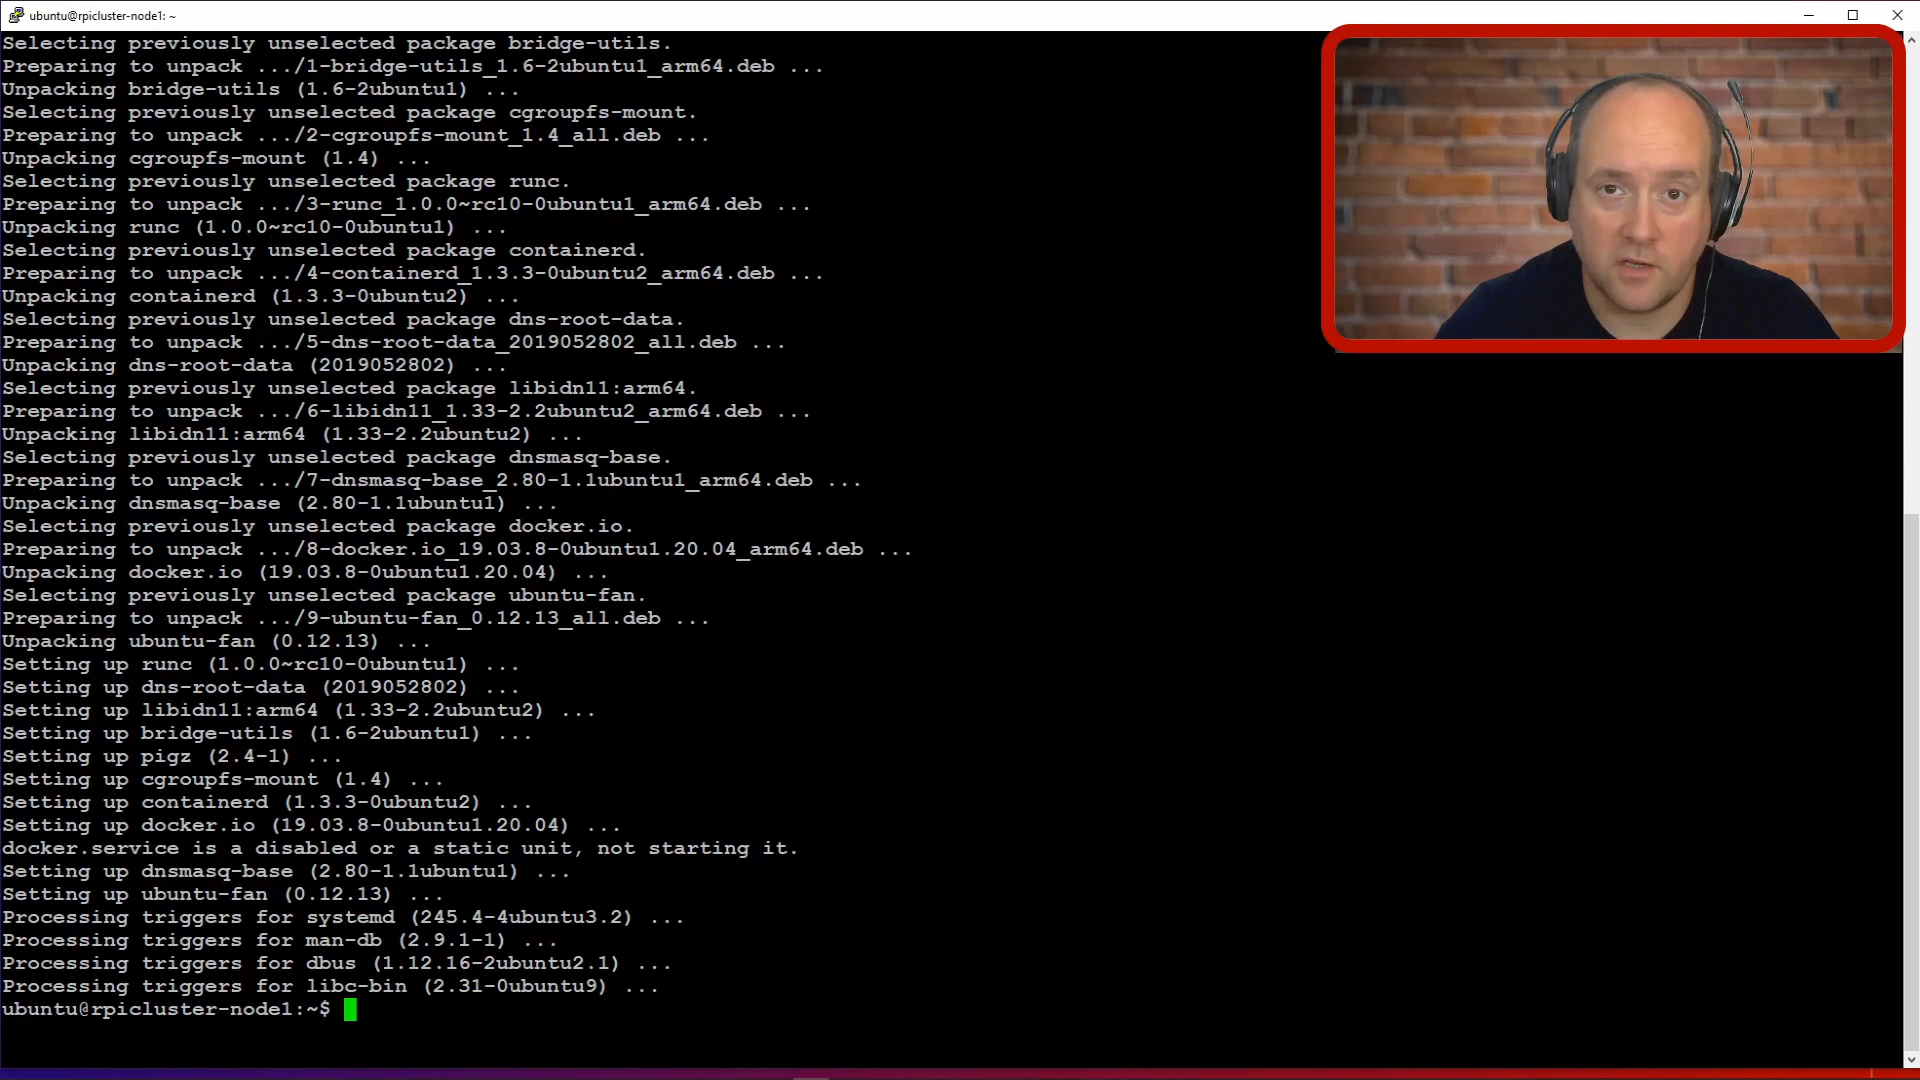 ubuntu@rpicluster-node1: ~
Selecting previously unselected package bridge-utils.
Preparing to unpack .../1-bridge-utils_1.6-2ubuntu1_arm64.deb ...
Unpacking bridge-utils (1.6-2ubuntu1) ...
Selecting previously unselected package cgroupfs-mount.
Preparing to unpack .../2-cgroupfs-mount_1.4_all.deb ...
Unpacking cgroupfs-mount (1.4) ...
Selecting previously unselected package runc.
Preparing to unpack .../3-runc_1.0.0~rc10-0ubuntu1_arm64.deb ...
Unpacking runc (1.0.0~rc10-0ubuntu1) ...
Selecting previously unselected package containerd.
Preparing to unpack .../4-containerd_1.3.3-0ubuntu2_arm64.deb ...
Unpacking containerd (1.3.3-0ubuntu2) ...
Selecting previously unselected package dns-root-data.
Preparing to unpack .../5-dns-root-data_2019052802_all.deb ...
Unpacking dns-root-data (2019052802) ...
Selecting previously unselected package libidn11:arm64.
Preparing to unpack .../6-libidn11_1.33-2.2ubuntu2_arm64.deb ...
Unpacking libidn11:arm64 (1.33-2.2ubuntu2) ...
Selecting previously unselected package dnsmasq-base.
Preparing to unpack .../7-dnsmasq-base_2.80-1.1ubuntu1_arm64.deb ...
Unpacking dnsmasq-base (2.80-1.1ubuntu1) ...
Selecting previously unselected package docker.io.
Preparing to unpack .../8-docker.io_19.03.8-0ubuntu1.20.04_arm64.deb ...
Unpacking docker.io (19.03.8-0ubuntu1.20.04) ...
Selecting previously unselected package ubuntu-fan.
Preparing to unpack .../9-ubuntu-fan_0.12.13_all.deb ...
Unpacking ubuntu-fan (0.12.13) ...
Setting up runc (1.0.0~rc10-0ubuntu1) ...
Setting up dns-root-data (2019052802) ...
Setting up libidn11:arm64 (1.33-2.2ubuntu2) ...
Setting up bridge-utils (1.6-2ubuntu1) ...
Setting up pigz (2.4-1) ...
Setting up cgroupfs-mount (1.4) ...
Setting up containerd (1.3.3-0ubuntu2) ...
Setting up docker.io (19.03.8-0ubuntu1.20.04) ...
docker.service is a disabled or a static unit, not starting it.
Setting up dnsmasq-base (2.80-1.1ubuntu1) ...
Setting up ubuntu-fan (0.12.13) ...
Processing triggers for systemd (245.4-4ubuntu3.2) ...
Processing triggers for man-db (2.9.1-1) ...
Processing triggers for dbus (1.12.16-2ubuntu2.1) ...
Processing triggers for libc-bin (2.31-0ubuntu9) ...
ubuntu@rpicluster-node1:~$